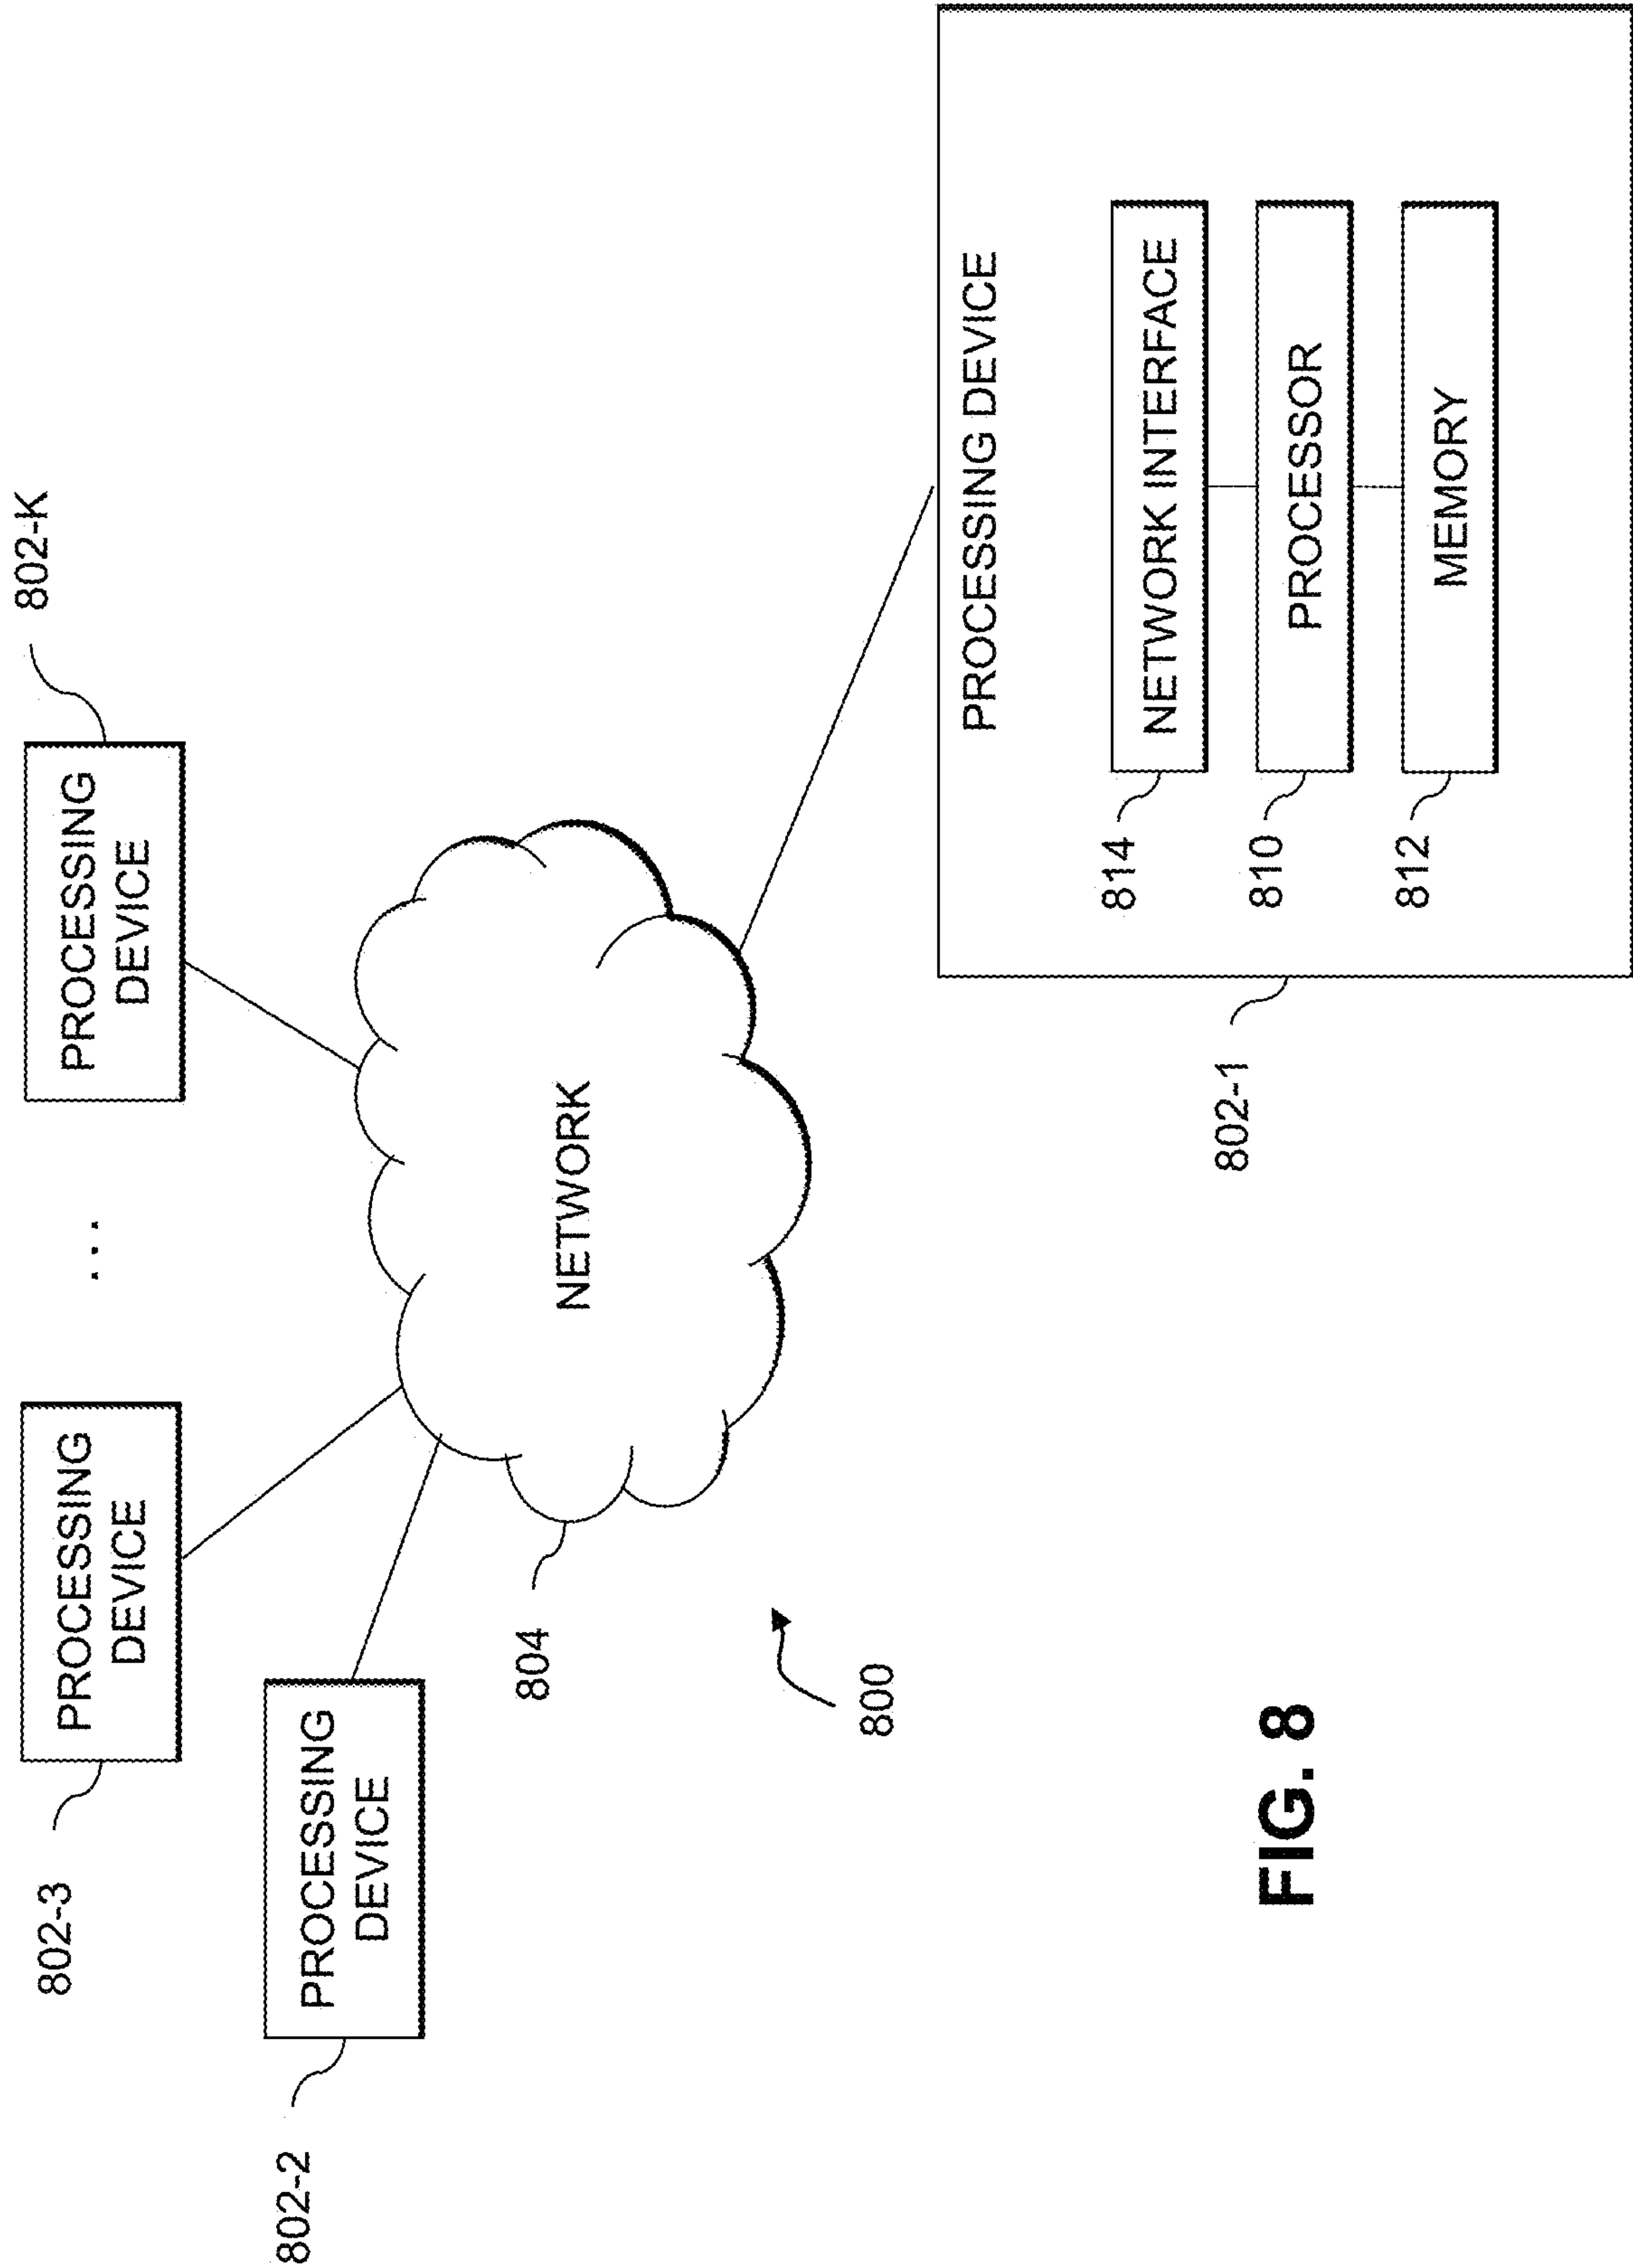 802-2
PROCESSING
DEVICE
802-3
PROCESSING
DEVICE
...
PROCESSING
DEVICE
802-K
804
NETWORK
800
802-1
PROCESSING DEVICE
814
NETWORK INTERFACE
810
PROCESSOR
812
MEMORY
FIG. 8